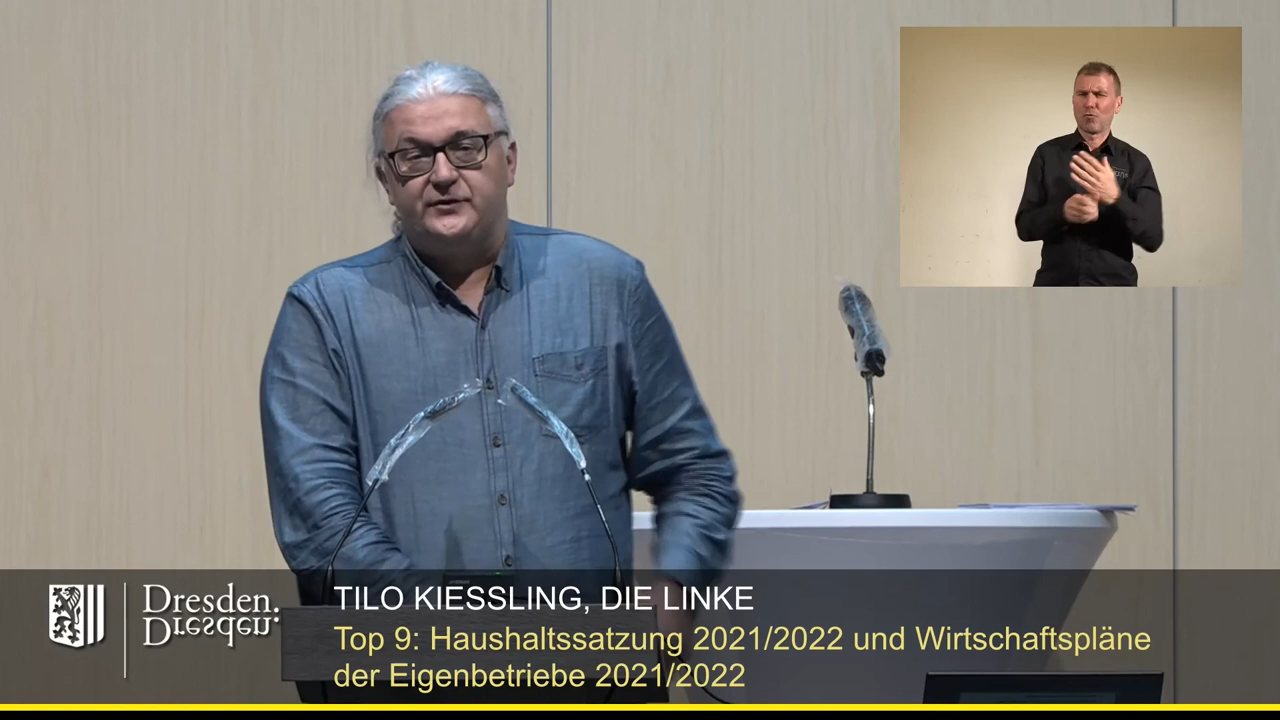 TILO KIESSLING, DIE LINKE
Dresden.
Dresden.
Top 9: Haushaltssatzung 2021/2022 und Wirtschaftspläne
der Eigenbetriebe 2021/2022